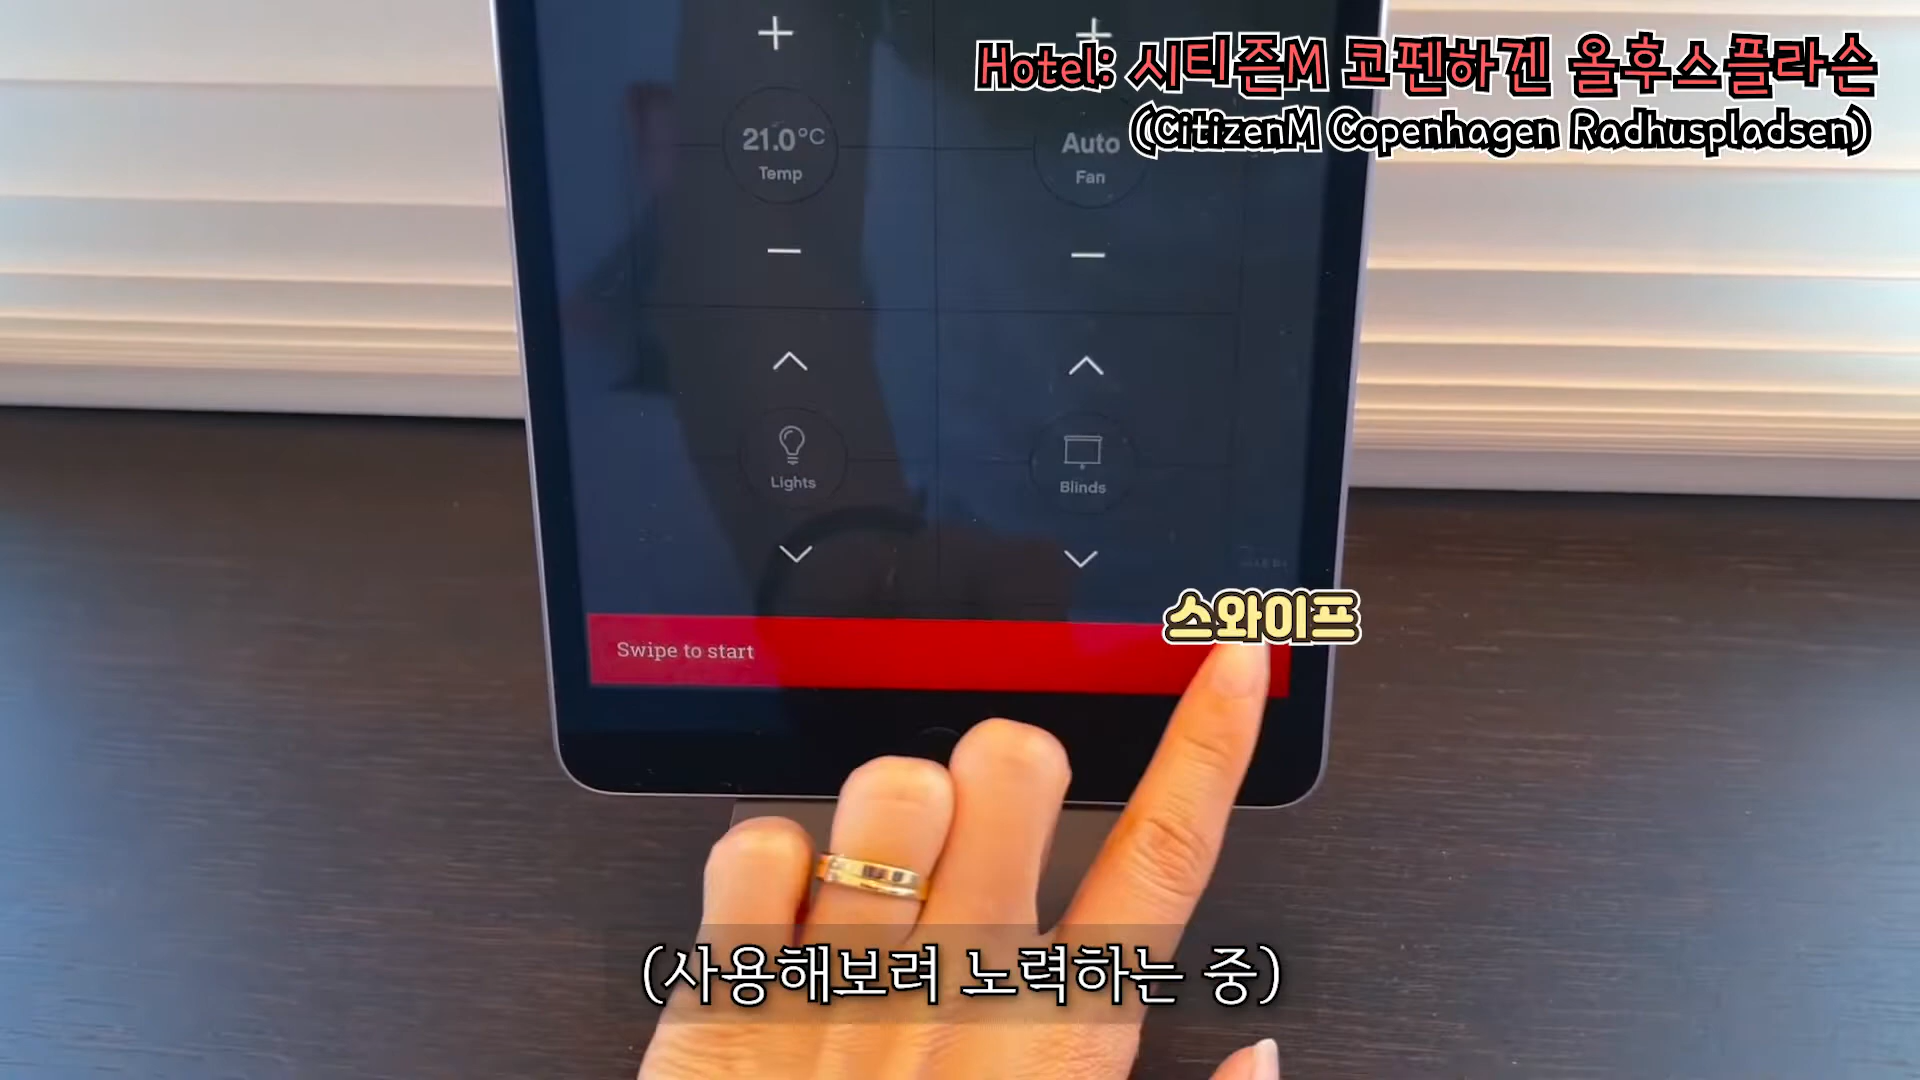 Hotel: 시티즌M 코펜하겐 올후스플라슨
(CitizenM Copenhagen Radhuspladsen)
21.0°C
Temp
Auto
Fan
Lights
Blinds
스와이프
Swipe to start
(사용해보려 노력하는 중)